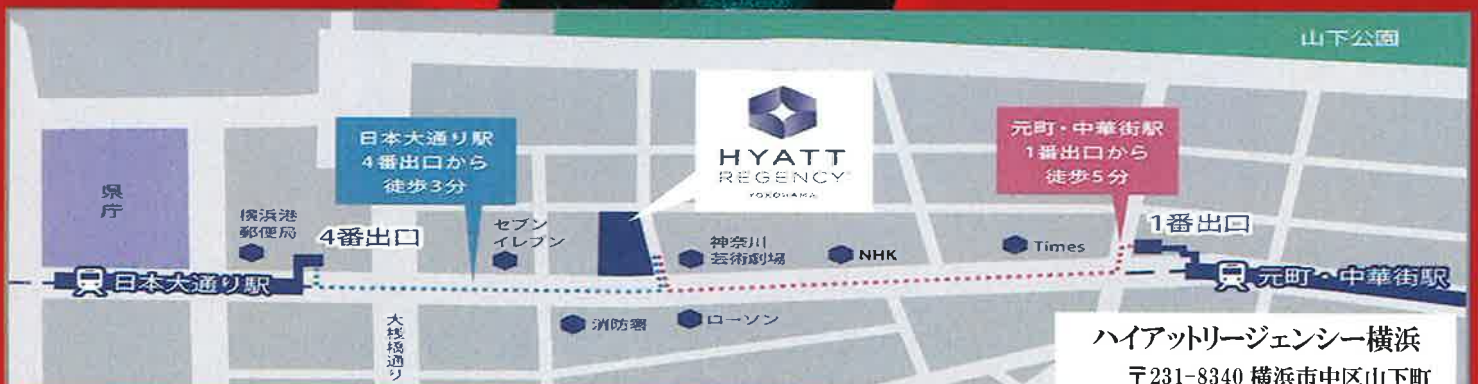 山下公園
日本大通り駅
4番出口から
徒歩3分
HYATT
REGENCY
YOKOHAMA
元町・中華街駅
1番出口から
徒歩5分
県
庁
横浜港
郵便局
4番出口
セブン
イレブン
神奈川
芸術劇場
NHK
Times
1番出口
日本大通り駅
元町・中華街駅
大桟橋通り
消防署
ローソン
ハイアットリージェンシー横浜
〒231-8340 横浜市中区山下町